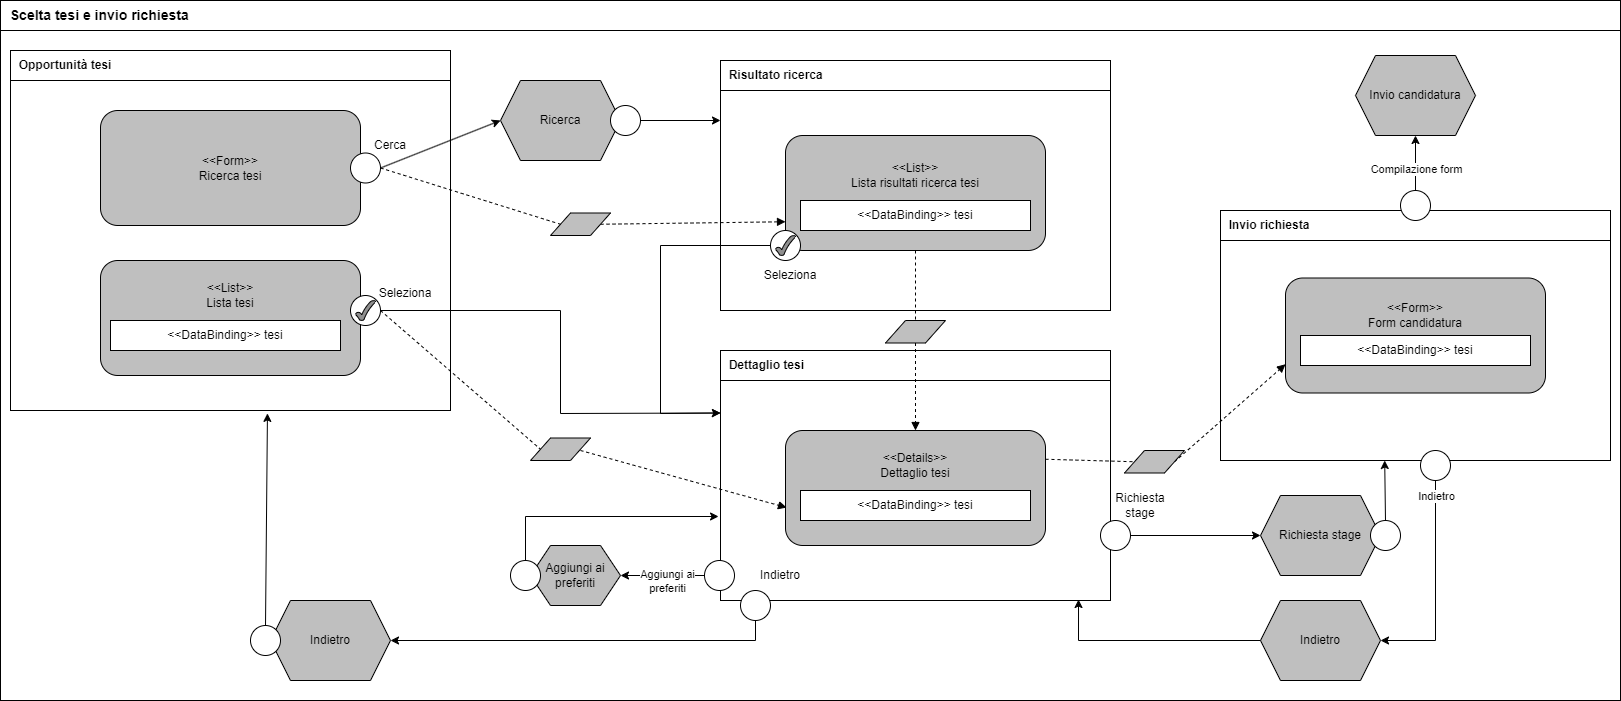 Scelta tesi e invio richiesta
Opportunità tesi
<<Form>>
Ricerca tesi
Cerca
<<List>>
Lista tesi
<<DataBinding>> tesi
Seleziona
Ricerca
Risultato ricerca
<<List>>
Lista risultati ricerca tesi
<<DataBinding>> tesi
Seleziona
Dettaglio tesi
<<Details>>
Dettaglio tesi
<<DataBinding>> tesi
Richiesta
stage
Aggiungi ai
preferiti
Aggiungi ai
preferiti
Indietro
Indietro
Invio candidatura
Compilazione form
Invio richiesta
<<Form>>
Form candidatura
<<DataBinding>> tesi
Indietro
Richiesta stage
Indietro